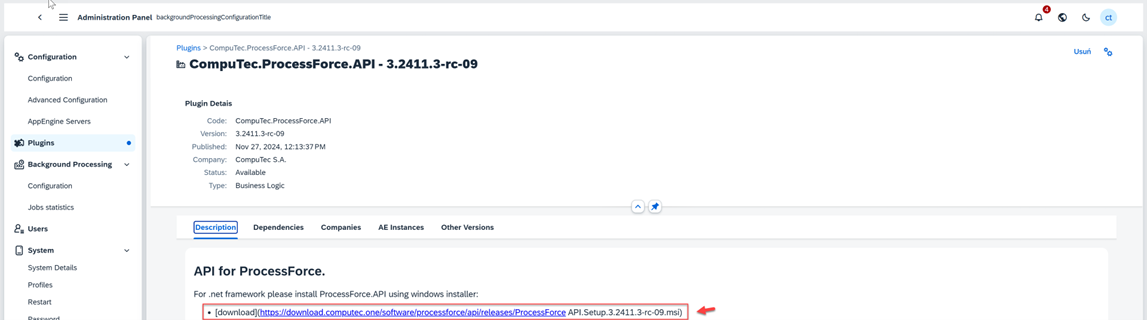 Administration Panel backgroundProcessingConfigurationTitle
4
ct
Configuration
Configuration
Advanced Configuration
AppEngine Servers
Plugins
Background Processing
Configuration
Jobs statistics
Users
System
System Details
Profiles
Restart
Password
Plugins > CompuTec.ProcessForce.API - 3.2411.3-rc-09
Usuń
CompuTec.ProcessForce.API - 3.2411.3-rc-09
Plugin Detais
Code: CompuTec.ProcessForce.API
Version: 3.2411.3-rc-09
Published: Nov 27, 2024, 12:13:37 PM
Company: CompuTec S.A.
Status: Available
Type: Business Logic
Description Dependencies Companies AE Instances Other Versions
API for ProcessForce.
For .net framework please install ProcessForce.API using windows installer:
• [download](https://download.computec.one/software/processforce/api/releases/ProcessForce API.Setup.3.2411.3-rc-09.msi)